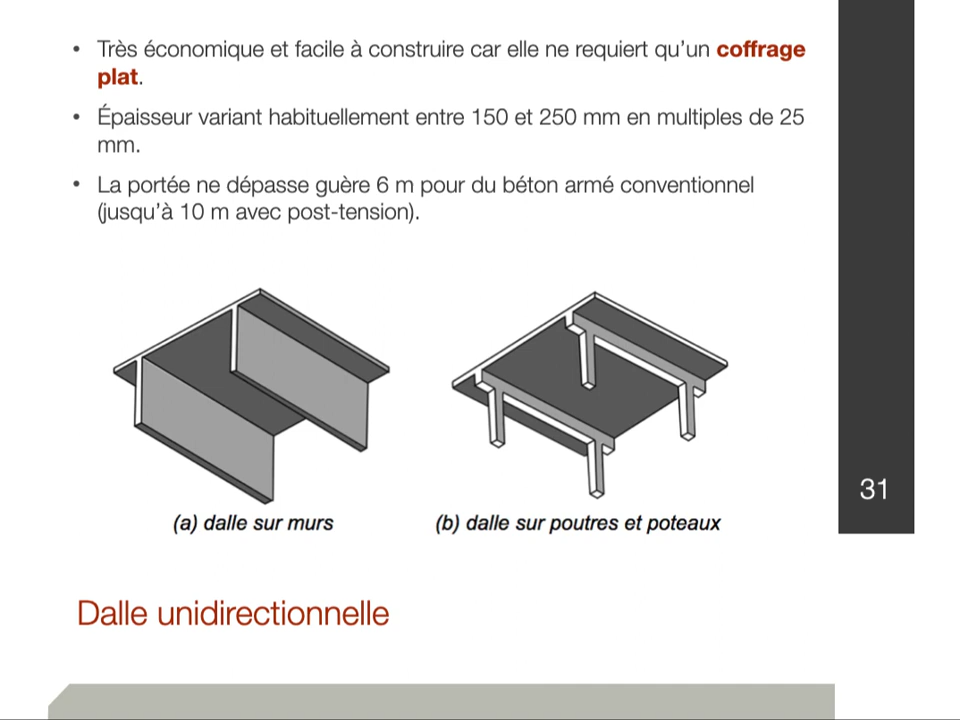 • Très économique et facile à construire car elle ne requiert qu’un coffrage
plat.
• Épaisseur variant habituellement entre 150 et 250 mm en multiples de 25
mm.
• La portée ne dépasse guère 6 m pour du béton armé conventionnel
(jusqu’à 10 m avec post-tension).
31
(a) dalle sur murs
(b) dalle sur poutres et poteaux
Dalle unidirectionnelle